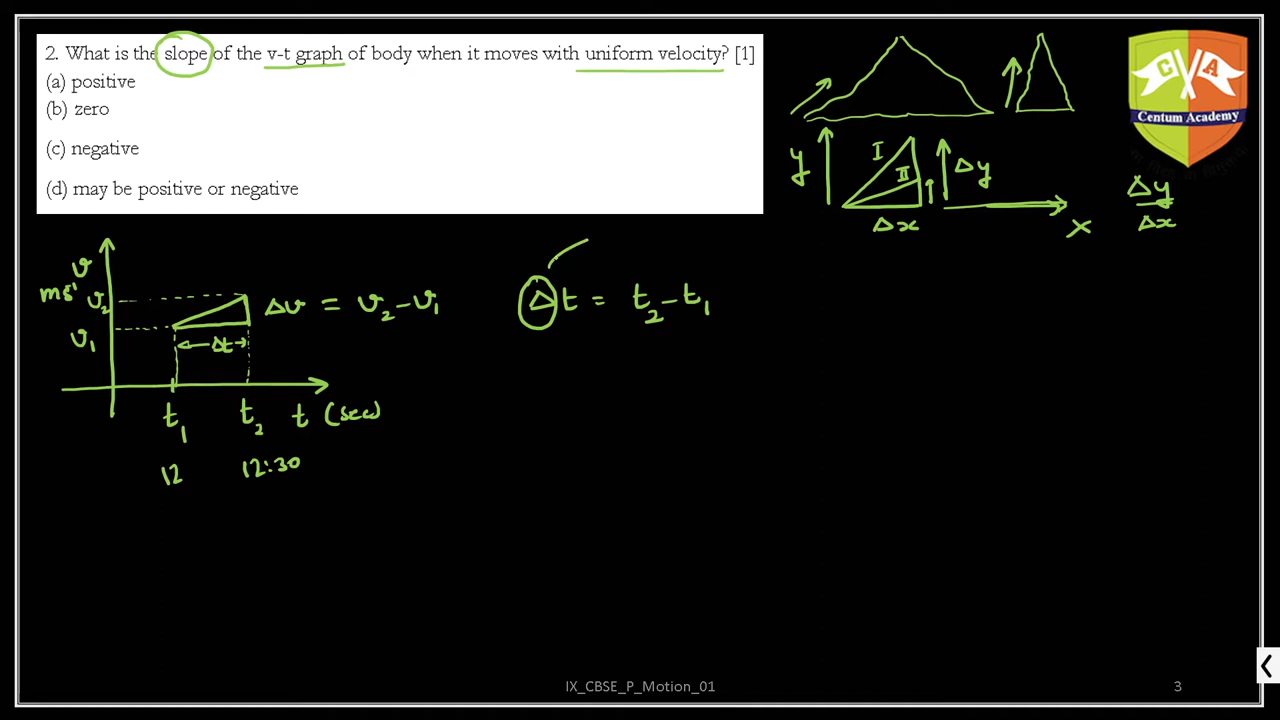 2. What is the slope of the v-t graph of body when it moves with uniform velocity? [1]
(a) positive
(b) zero
(c) negative
(d) may be positive or negative
C A
Centum Academy
y I II Δy
Δx x
Δy
Δx
v
ms⁻¹ v₂ Δv = v₂ - v₁
v₁ Δt
Δt = t₂ - t₁
t₁ t₂ t (sec)
12 12:30
IX_CBSE_P_Motion_01
3